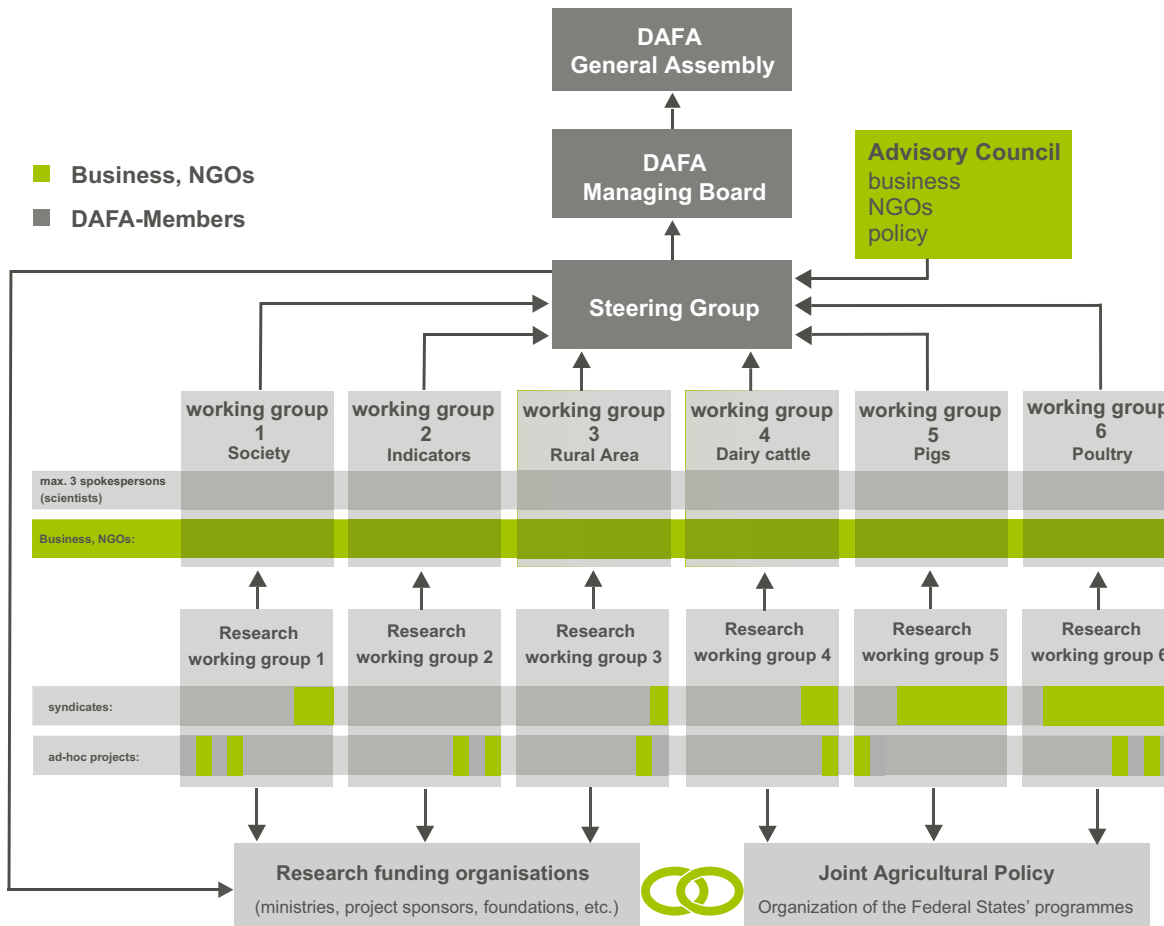 DAFA
General Assembly
DAFA
Managing Board
Advisory Council
business
NGOs
policy
Business, NGOs
DAFA-Members
Steering Group
working group
1
Society
working group
2
Indicators
working group
3
Rural Area
working group
4
Dairy cattle
working group
5
Pigs
working group
6
Poultry
max. 3 spokespersons
(scientists)
Business, NGOs:
Research
working group 1
Research
working group 2
Research
working group 3
Research
working group 4
Research
working group 5
Research
working group 6
syndicates:
ad-hoc projects:
Research funding organisations
(ministries, project sponsors, foundations, etc.)
Joint Agricultural Policy
Organization of the Federal States' programmes